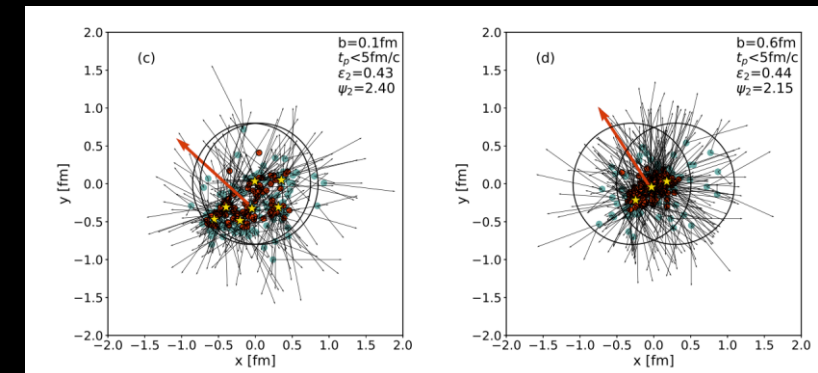 (c)
b=0.1fm
t_p<5fm/c
ε₂=0.43
ψ₂=2.40
2.0
1.5
1.0
0.5
0.0
−0.5
−1.0
−1.5
−2.0
y [fm]
−2.0 −1.5 −1.0 −0.5 0.0 0.5 1.0 1.5 2.0
x [fm]
(d)
b=0.6fm
t_p<5fm/c
ε₂=0.44
ψ₂=2.15
2.0
1.5
1.0
0.5
0.0
−0.5
−1.0
−1.5
−2.0
y [fm]
−2.0 −1.5 −1.0 −0.5 0.0 0.5 1.0 1.5 2.0
x [fm]